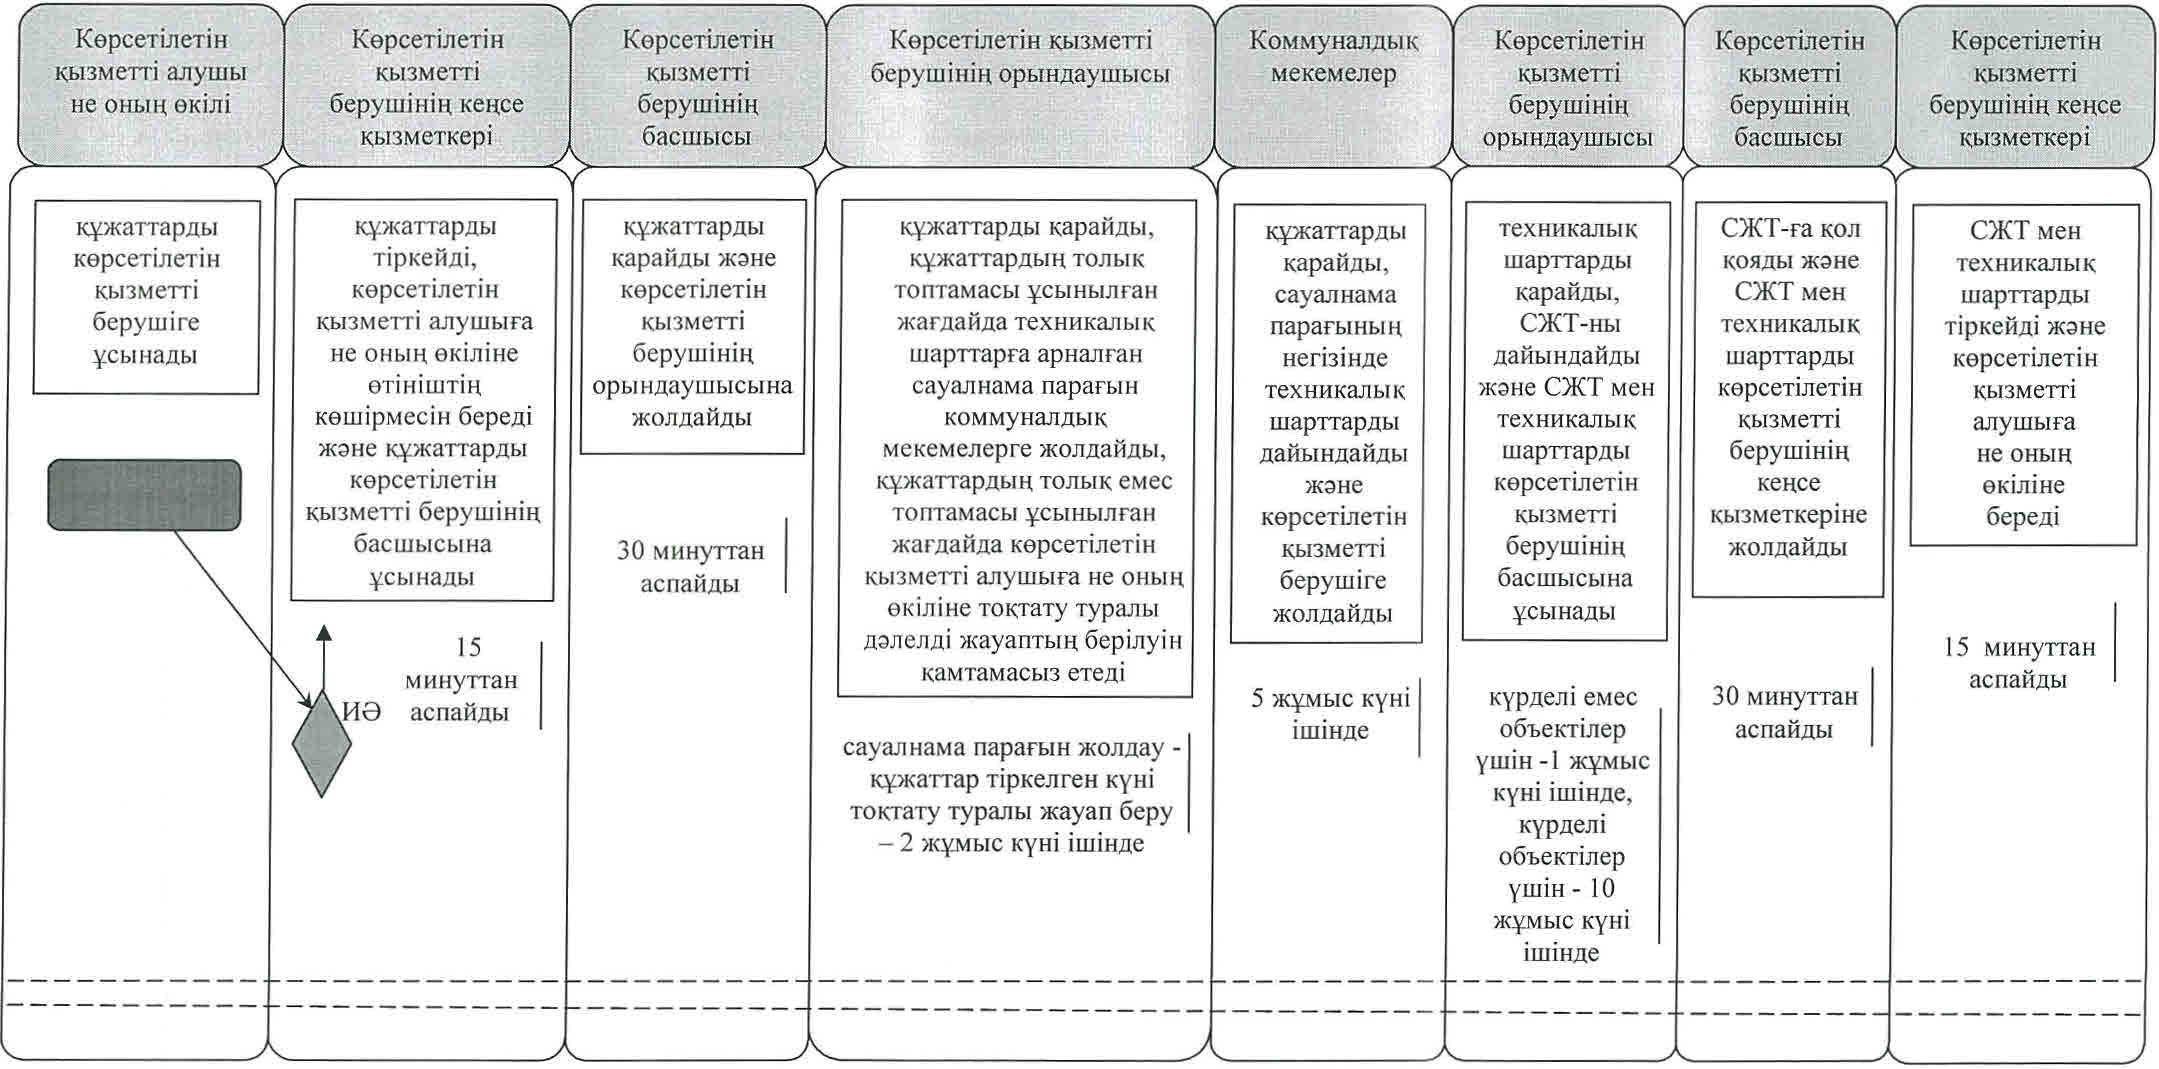 Көрсетілетін
қызметті алушы
не оның өкілі
Көрсетілетін
қызметті
берушінің кеңсе
қызметкері
Көрсетілетін
қызметті
берушінің
басшысы
Көрсетілетін қызметті
берушінің орындаушысы
Коммуналдық
мекемелер
Көрсетілетін
қызметті
берушінің
орындаушысы
Көрсетілетін
қызметті
берушінің
басшысы
Көрсетілетін
қызметті
берушінің кеңсе
қызметкері
құжаттарды
көрсетілетін
қызметті
берушіге
ұсынады
құжаттарды
тіркейді,
көрсетілетін
қызметті алушыға
не оның өкіліне
өтініштің
көшірмесін береді
және құжаттарды
көрсетілетін
қызметті берушінің
басшысына
ұсынады
15
минуттан
аспайды
ИӘ
құжаттарды
қарайды және
көрсетілетін
қызметті
берушінің
орындаушысына
жолдайды
30 минуттан
аспайды
құжаттарды қарайды,
құжаттардың толық
топтамасы ұсынылған
жағдайда техникалық
шарттарға арналған
сауалнама парағын
коммуналдық
мекемелерге жолдайды,
құжаттардың толық емес
топтамасы ұсынылған
жағдайда көрсетілетін
қызметті алушыға не оның
өкіліне тоқтату туралы
дәлелді жауаптың берілуін
қамтамасыз етеді
сауалнама парағын жолдау -
құжаттар тіркелген күні
тоқтату туралы жауап беру
– 2 жұмыс күні ішінде
құжаттарды
қарайды,
сауалнама
парағының
негізінде
техникалық
шарттарды
дайындайды
және
көрсетілетін
қызметті
берушіге
жолдайды
5 жұмыс күні
ішінде
техникалық
шарттарды
қарайды,
СЖТ-ны
дайындайды
және СЖТ мен
техникалық
шарттарды
көрсетілетін
қызметті
берушінің
басшысына
ұсынады
күрделі емес
объектілер
үшін -1 жұмыс
күні ішінде,
күрделі
объектілер
үшін - 10
жұмыс күні
ішінде
СЖТ-ға қол
қояды және
СЖТ мен
техникалық
шарттарды
көрсетілетін
қызметті
берушінің
кеңсе
қызметкеріне
жолдайды
30 минуттан
аспайды
СЖТ мен
техникалық
шарттарды
тіркейді және
көрсетілетін
қызметті
алушыға
не оның
өкіліне
береді
15 минуттан
аспайды